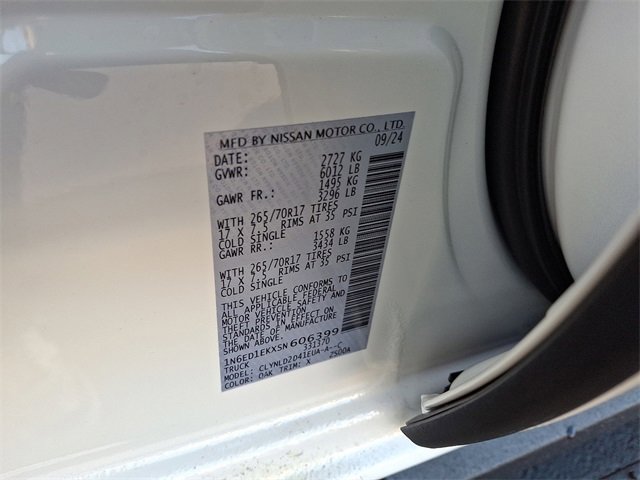 MFD BY NISSAN MOTOR CO., LTD.
DATE: 09/24
GVWR: 2727 KG
6012 LB
GAWR FR.: 1495 KG
3296 LB
WITH 265/70R17 TIRES
17 X 7.5 RIMS AT 35 PSI
COLD SINGLE
GAWR RR.: 1558 KG
3434 LB
WITH 265/70R17 TIRES
17 X 7.5 RIMS AT 35 PSI
COLD SINGLE
THIS VEHICLE CONFORMS TO
ALL APPLICABLE FEDERAL
MOTOR VEHICLE SAFETY AND
THEFT PREVENTION
STANDARDS IN EFFECT ON
THE DATE OF MANUFACTURE
SHOWN ABOVE.
1N6ED1EKXSN606399
TRUCK 331170
MODEL: CLYNLD2D41EUA-A--C
COLOR: QAK TRIM: X 2500A